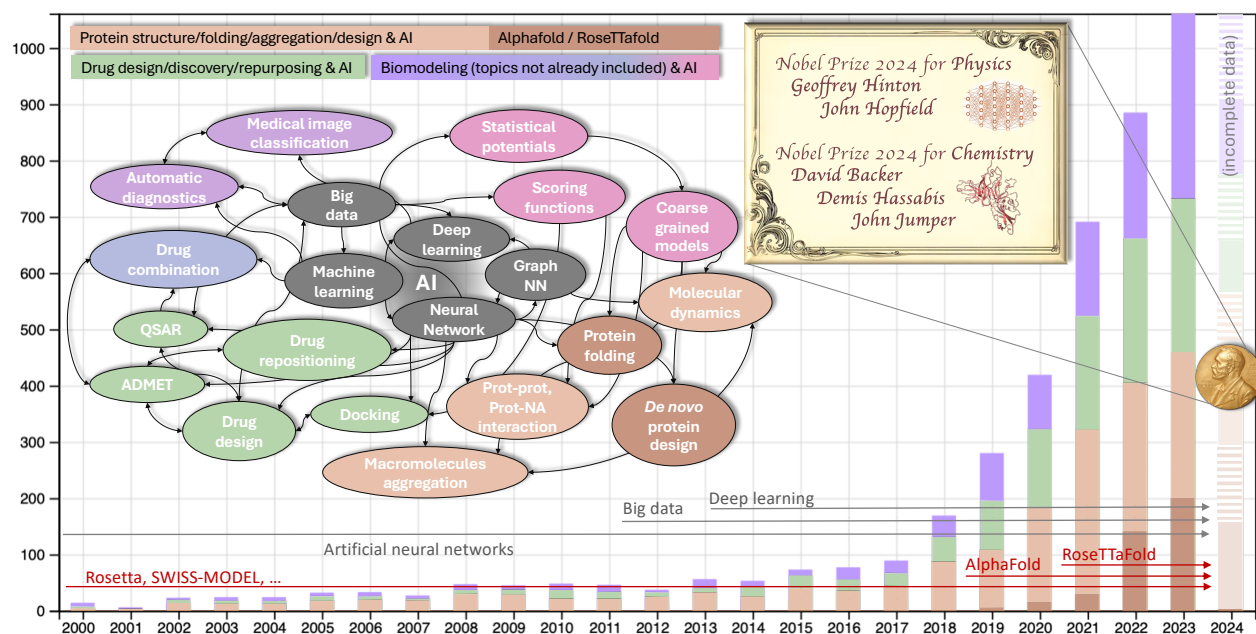 Protein structure/folding/aggregation/design & AI
Alphafold / RoseTTafold
Drug design/discovery/repurposing & AI
Biomodeling (topics not already included) & AI
Nobel Prize 2024 for Physics
Geoffrey Hinton
John Hopfield
Nobel Prize 2024 for Chemistry
David Backer
Demis Hassabis
John Jumper
(incomplete data)
Medical image
classification
Statistical
potentials
Automatic
diagnostics
Big
data
Scoring
functions
Coarse
grained
models
Deep
learning
Drug
combination
Machine
learning
AI
Graph
NN
Molecular
dynamics
Neural
Network
QSAR
Drug
repositioning
Protein
folding
ADMET
Prot-prot,
Prot-NA
interaction
De novo
protein
design
Docking
Drug
design
Macromolecules
aggregation
Deep learning
Big data
Artificial neural networks
RoseTTaFold
AlphaFold
Rosetta, SWISS-MODEL, ...
1000
900
800
700
600
500
400
300
200
100
0
2000 2001 2002 2003 2004 2005 2006 2007 2008 2009 2010 2011 2012 2013 2014 2015 2016 2017 2018 2019 2020 2021 2022 2023 2024